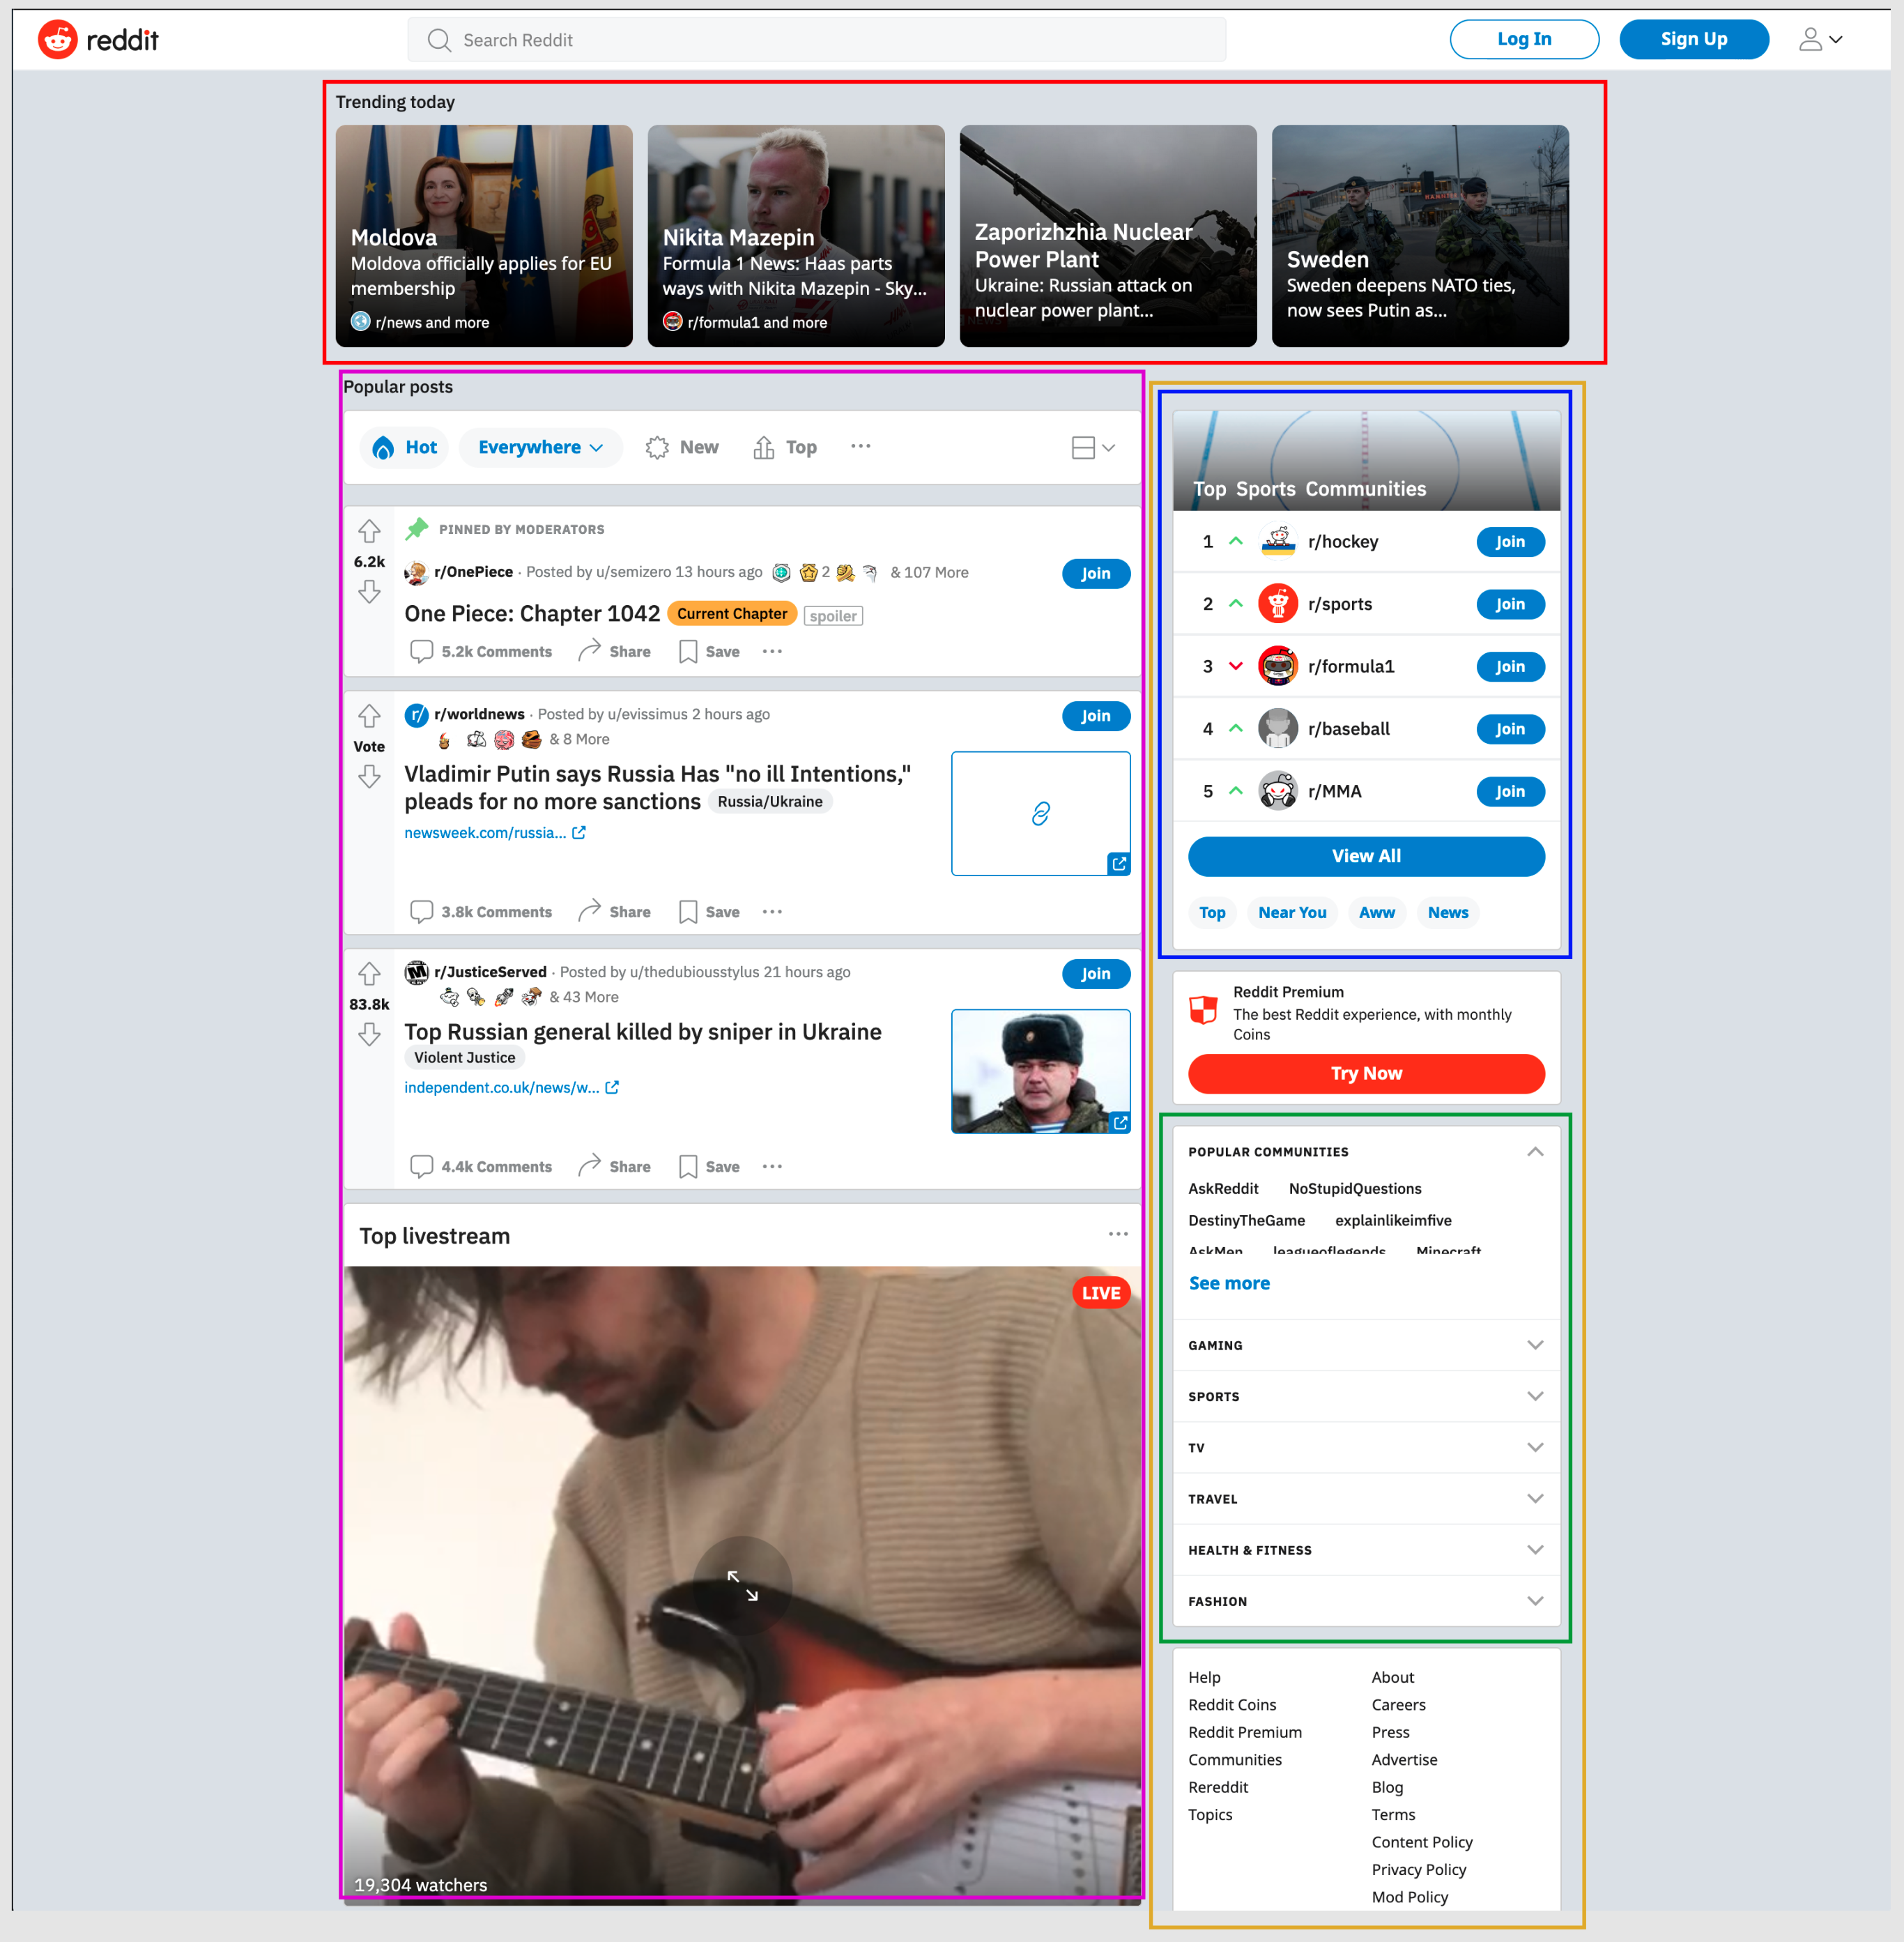 reddit
Search Reddit
Log In
Sign Up
Trending today
Moldova
Moldova officially applies for EU
membership
r/news and more
Nikita Mazepin
Formula 1 News: Haas parts
ways with Nikita Mazepin - Sky...
r/formula1 and more
Zaporizhzhia Nuclear
Power Plant
Ukraine: Russian attack on
nuclear power plant...
Sweden
Sweden deepens NATO ties,
now sees Putin as...
Popular posts
Hot
Everywhere
New
Top
PINNED BY MODERATORS
6.2k
r/OnePiece · Posted by u/semizero 13 hours ago 2 & 107 More
Join
One Piece: Chapter 1042 Current Chapter spoiler
5.2k Comments Share Save
r/ r/worldnews · Posted by u/evissimus 2 hours ago
Join
Vote
& 8 More
Vladimir Putin says Russia Has "no ill Intentions,"
pleads for no more sanctions Russia/Ukraine
newsweek.com/russia...
3.8k Comments Share Save
r/JusticeServed · Posted by u/thedubiousstylus 21 hours ago
Join
83.8k
& 43 More
Top Russian general killed by sniper in Ukraine
Violent Justice
independent.co.uk/news/w...
4.4k Comments Share Save
Top livestream
LIVE
19,304 watchers
Top Sports Communities
1 r/hockey Join
2 r/sports Join
3 r/formula1 Join
4 r/baseball Join
5 r/MMA Join
View All
Top Near You Aww News
Reddit Premium
The best Reddit experience, with monthly
Coins
Try Now
POPULAR COMMUNITIES
AskReddit NoStupidQuestions
DestinyTheGame explainlikeimfive
AskMen leagueoflegends Minecraft
See more
GAMING
SPORTS
TV
TRAVEL
HEALTH & FITNESS
FASHION
Help
Reddit Coins
Reddit Premium
Communities
Rereddit
Topics
About
Careers
Press
Advertise
Blog
Terms
Content Policy
Privacy Policy
Mod Policy